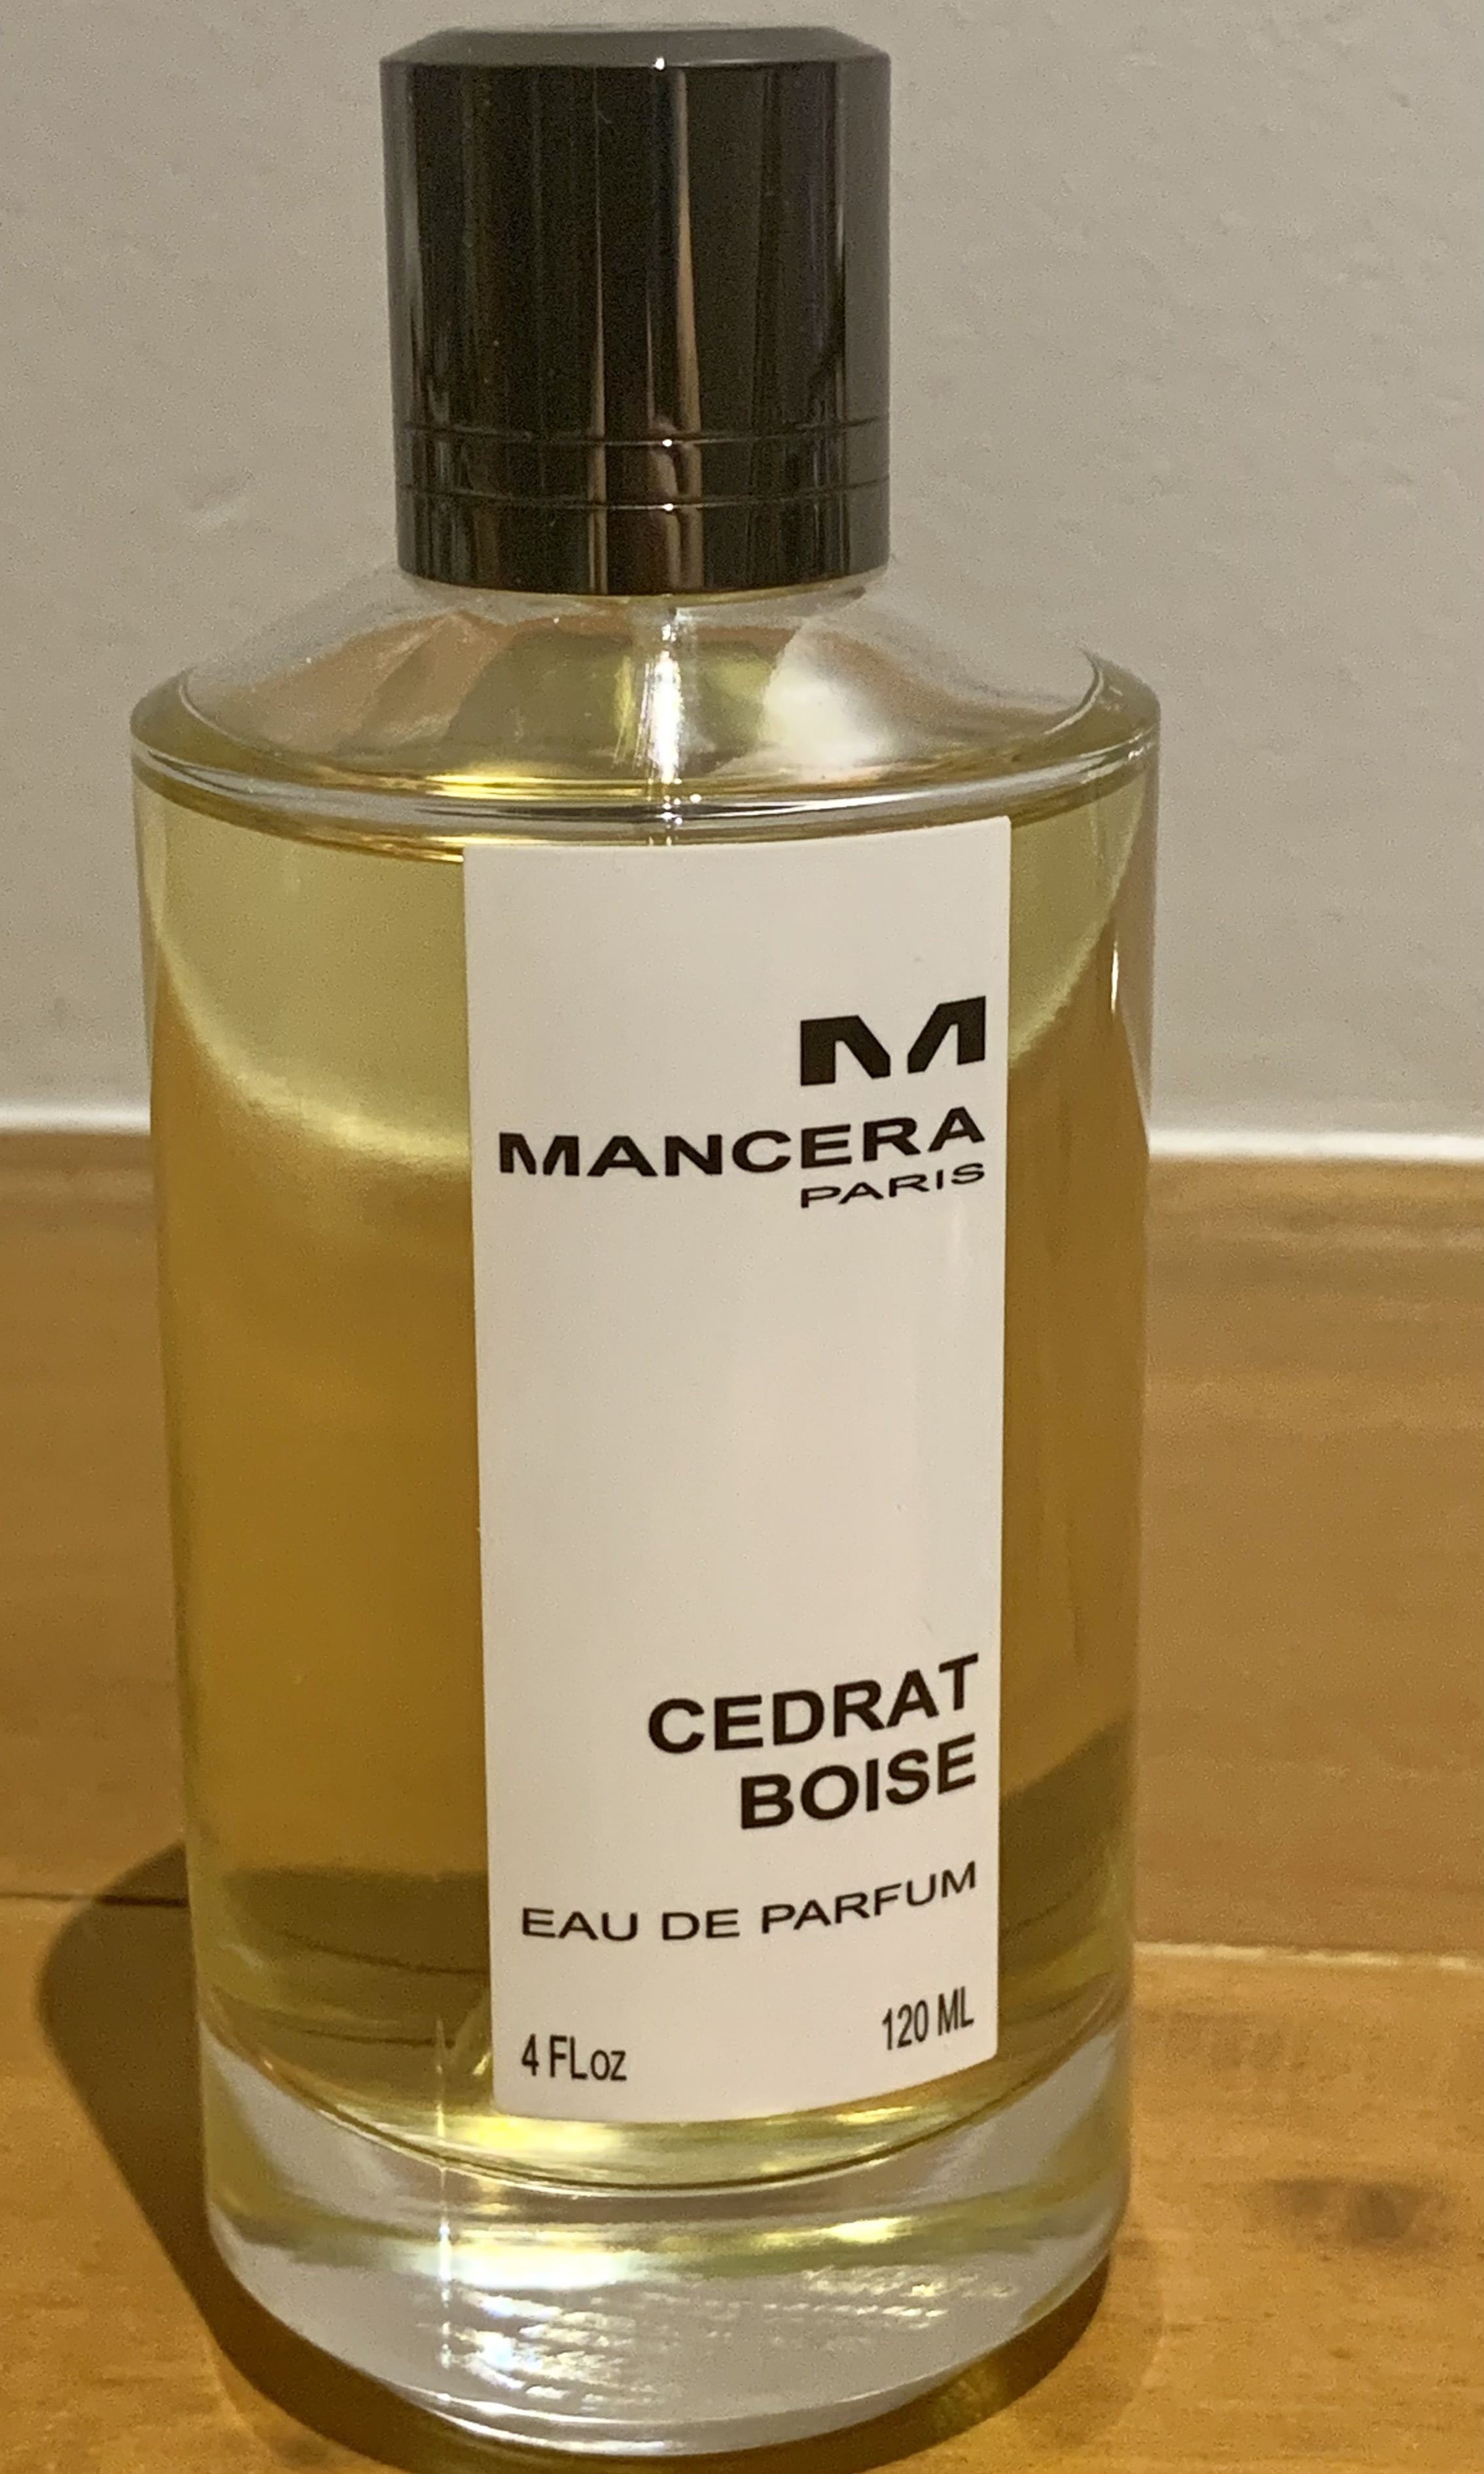 M
MANCERA
PARIS
CEDRAT
BOISE
EAU DE PARFUM
4 FLoz 120 ML